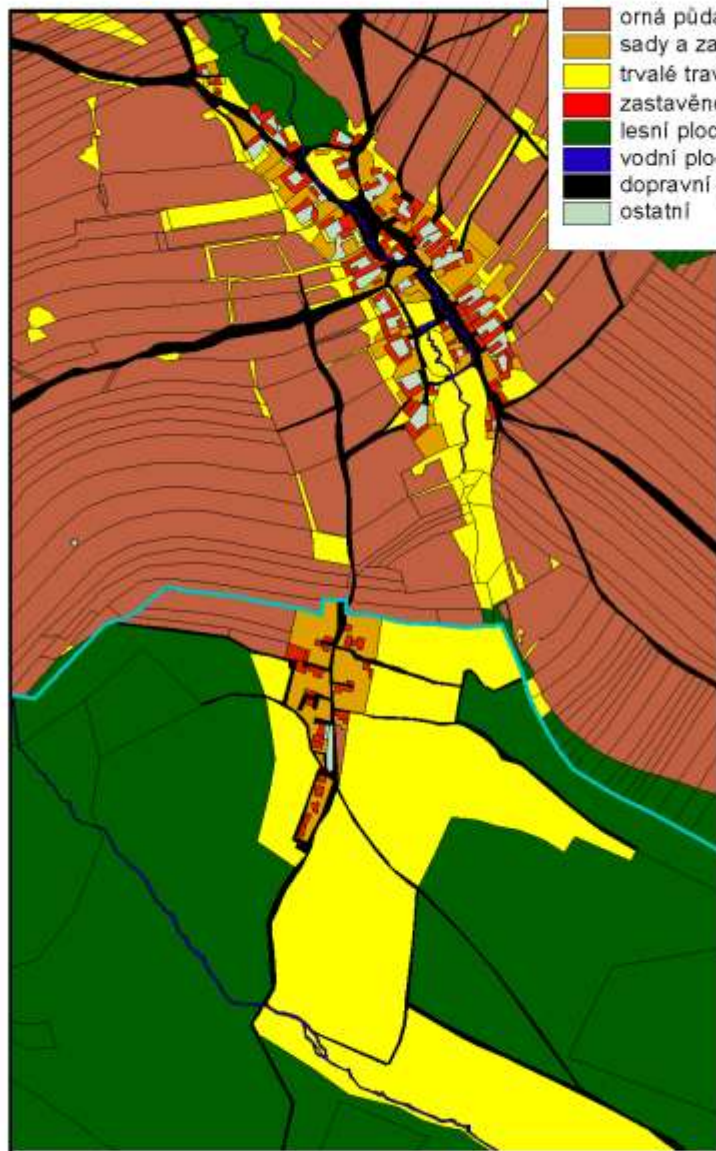 orná půda
sady a za
trvalé trav
zastavěné
lesní ploc
vodní ploc
dopravní
ostatní